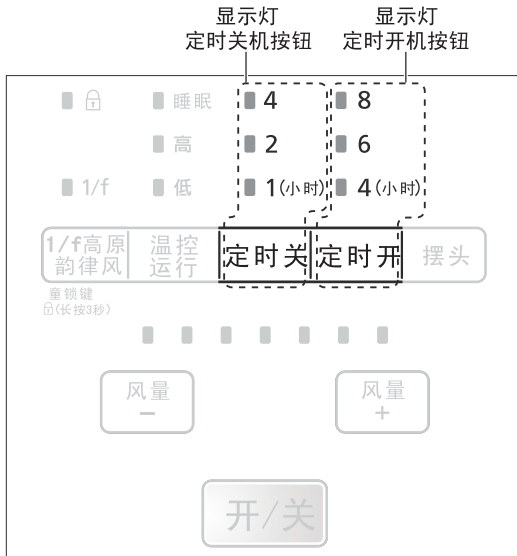 显示灯 显示灯
定时关机按钮 定时开机按钮
睡眠 4 8
高 2 6
1/f 低 1(小时) 4(小时)
1/f高原 温控
韵律风 运行 定时关 定时开 摆头
童锁键
(长按3秒)
风量 风量
− +
开/关